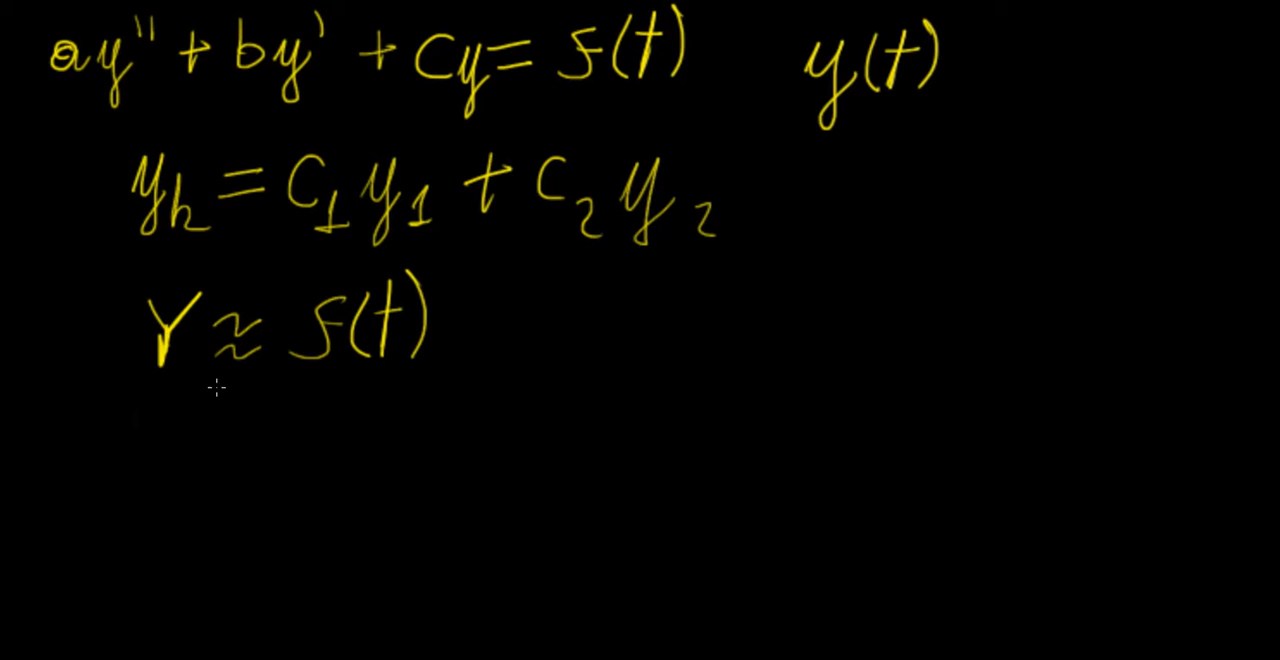 ay'' + by' + cy = f(t) y(t)
y_h = c_1 y_1 + c_2 y_2
Y ≈ f(t)